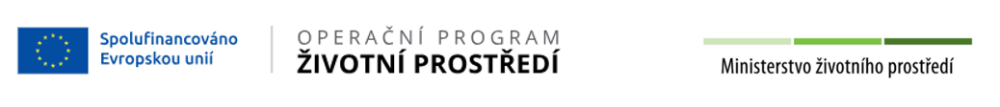 Spolufinancováno
Evropskou unií
OPERAČNÍ PROGRAM
ŽIVOTNÍ PROSTŘEDÍ
Ministerstvo životního prostředí